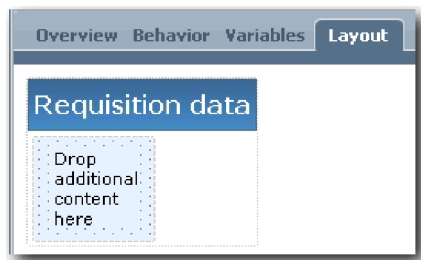 Overview Behavior Variables Layout
Requisition data
Drop
additional
content
here